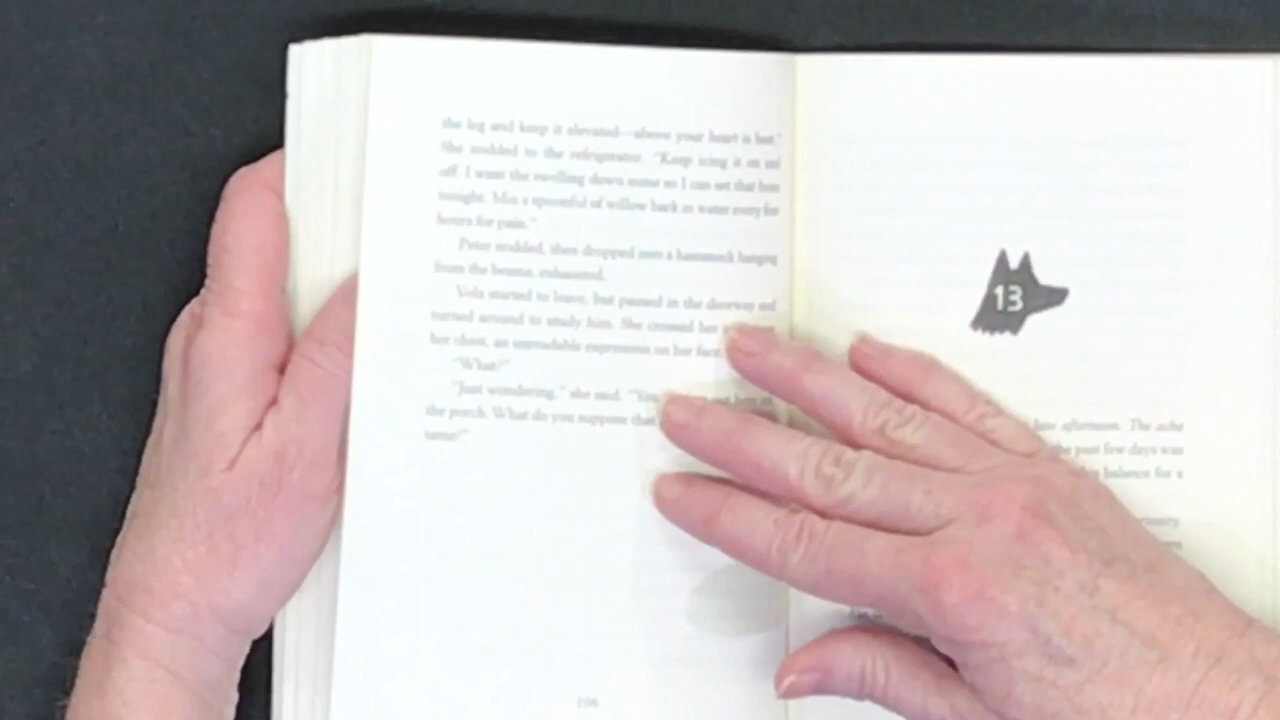 the leg and keep it elevated—above your heart is best."
She nodded to the refrigerator. "Keep icing it on and
off. I want the swelling down some so I can set that bone
tonight. Mix a spoonful of willow bark in water every few
hours for pain."
Peter nodded, then dropped into a hammock hanging
from the beams, exhausted.
Vola started to leave, but paused in the doorway and
turned around to study him. She crossed her
her chest, an unreadable expression on her face.
"What?"
"Just wondering," she said. "You
the porch. What do you suppose that
tame?"
106
13
late afternoon. The ache
the past few days was
balance for a